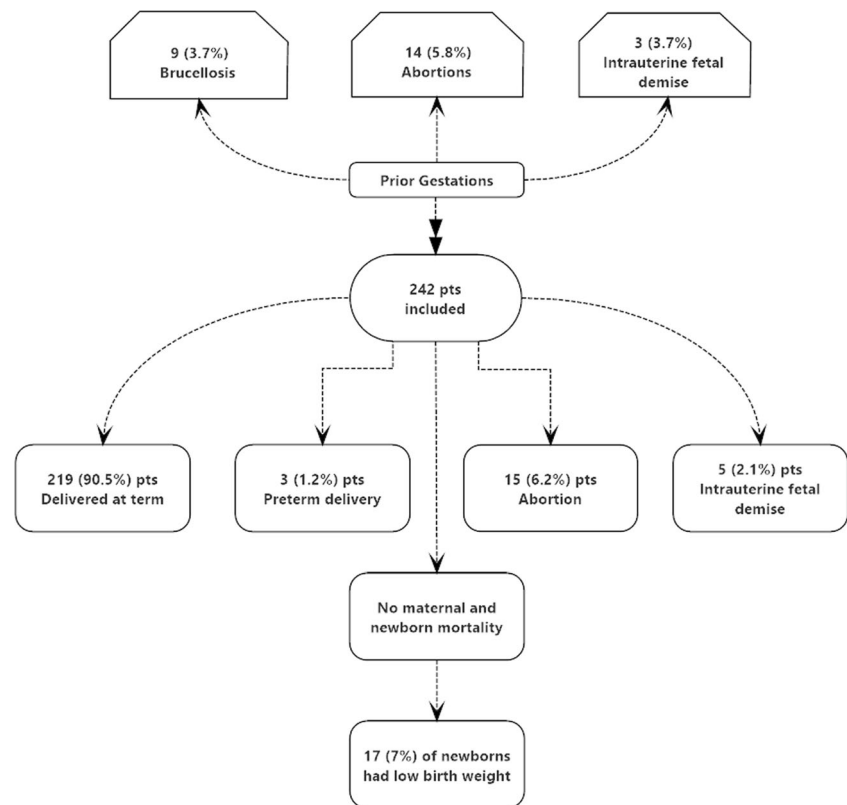 9 (3.7%)
Brucellosis
14 (5.8%)
Abortions
3 (3.7%)
Intrauterine fetal
demise
Prior Gestations
242 pts
included
219 (90.5%) pts
Delivered at term
3 (1.2%) pts
Preterm delivery
15 (6.2%) pts
Abortion
5 (2.1%) pts
Intrauterine fetal
demise
No maternal and
newborn mortality
17 (7%) of newborns
had low birth weight